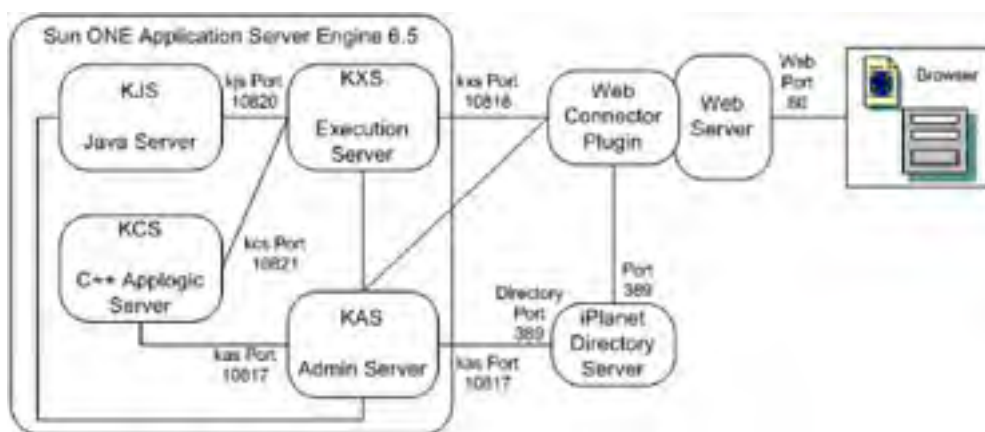 Sun ONE Application Server Engine 6.5
KJS
Java Server
kjs Port
10820
KXS
Execution
Server
kxs Port
10818
Web
Connector
Plugin
Web
Server
Web
Port
80
Browser
KCS
C++ Applogic
Server
kcs Port
10821
kas Port
10817
KAS
Admin Server
Directory
Port
389
kas Port
10817
Port
389
iPlanet
Directory
Server